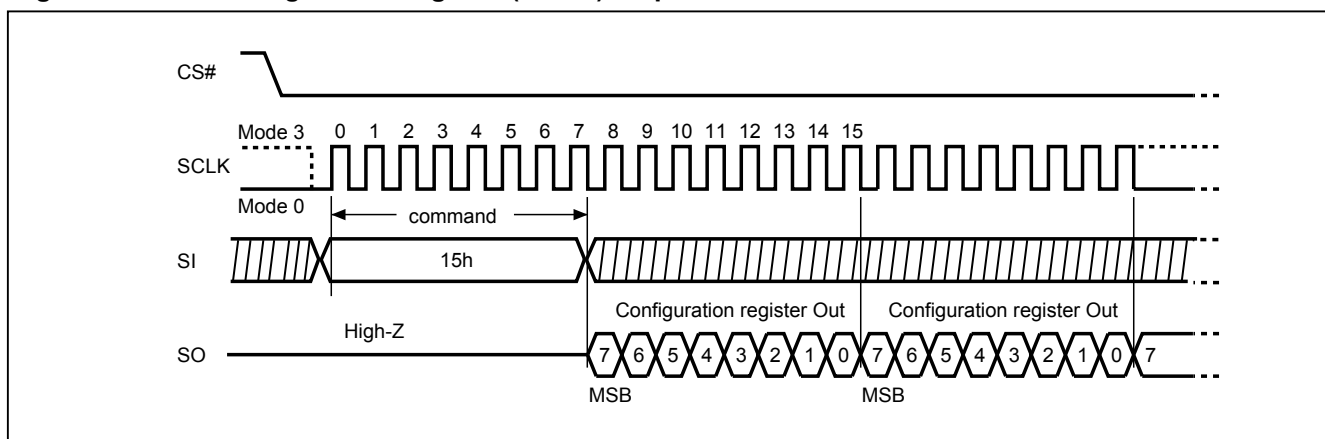 CS#
Mode 3 0 1 2 3 4 5 6 7 8 9 10 11 12 13 14 15
SCLK
Mode 0
command
SI 15h
Configuration register Out Configuration register Out
High-Z
SO 7 6 5 4 3 2 1 0 7 6 5 4 3 2 1 0 7
MSB MSB